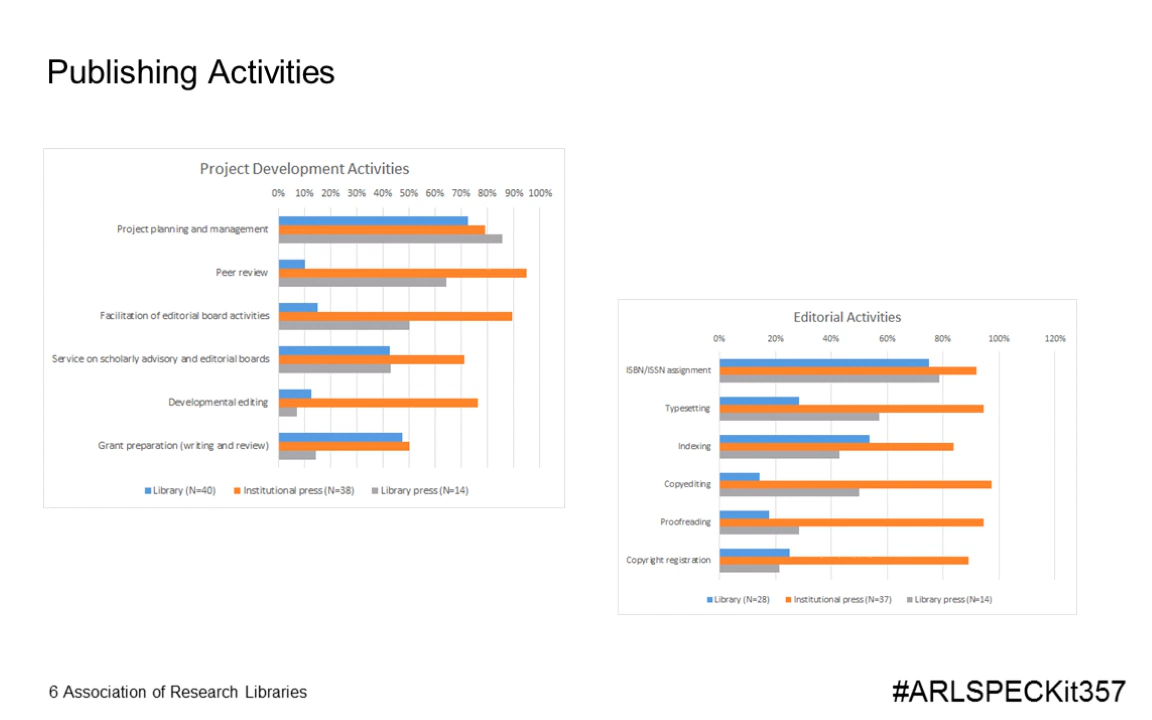 Publishing Activities
Project Development Activities
0% 10% 20% 30% 40% 50% 60% 70% 80% 90% 100%
Project planning and management
Peer review
Facilitation of editorial board activities
Service on scholarly advisory and editorial boards
Developmental editing
Grant preparation (writing and review)
Library (N=40) Institutional press (N=38) Library press (N=14)
Editorial Activities
0% 20% 40% 60% 80% 100% 120%
ISBN/ISSN assignment
Typesetting
Indexing
Copyediting
Proofreading
Copyright registration
Library (N=28) Institutional press (N=37) Library press (N=14)
6 Association of Research Libraries
#ARLSPECKit357